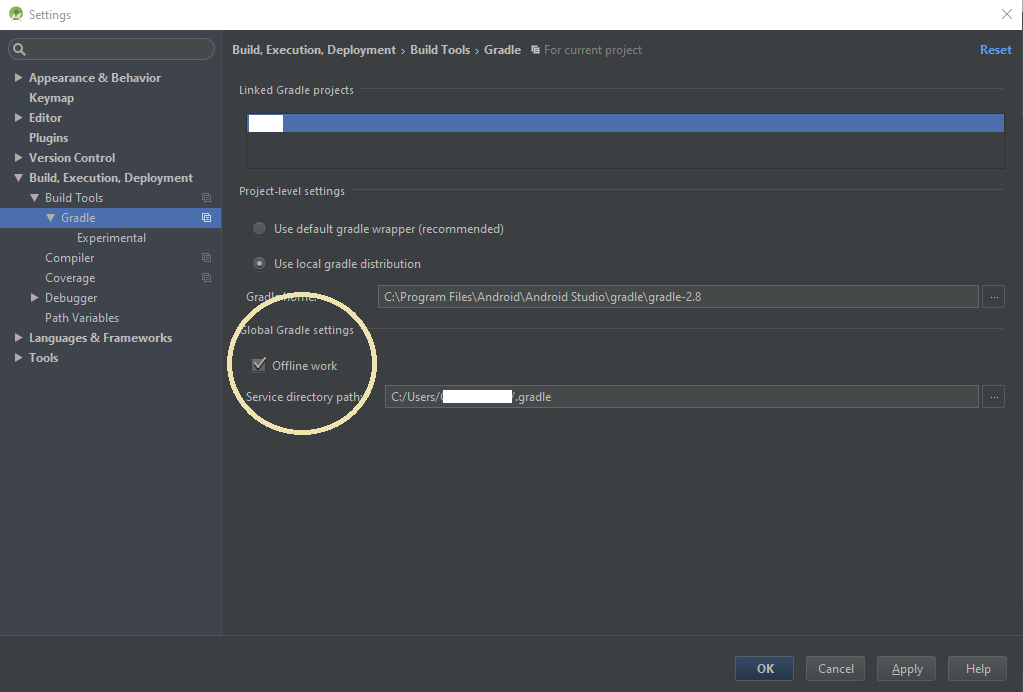 Settings
Build, Execution, Deployment › Build Tools › Gradle For current project Reset
Appearance & Behavior
Keymap
Editor
Plugins
Version Control
Build, Execution, Deployment
Build Tools
Gradle
Experimental
Compiler
Coverage
Debugger
Path Variables
Languages & Frameworks
Tools
Linked Gradle projects
Project-level settings
Use default gradle wrapper (recommended)
Use local gradle distribution
Gradle home: C:\Program Files\Android\Android Studio\gradle\gradle-2.8 ...
Global Gradle settings
Offline work
Service directory path: C:/Users/ /.gradle ...
OK Cancel Apply Help